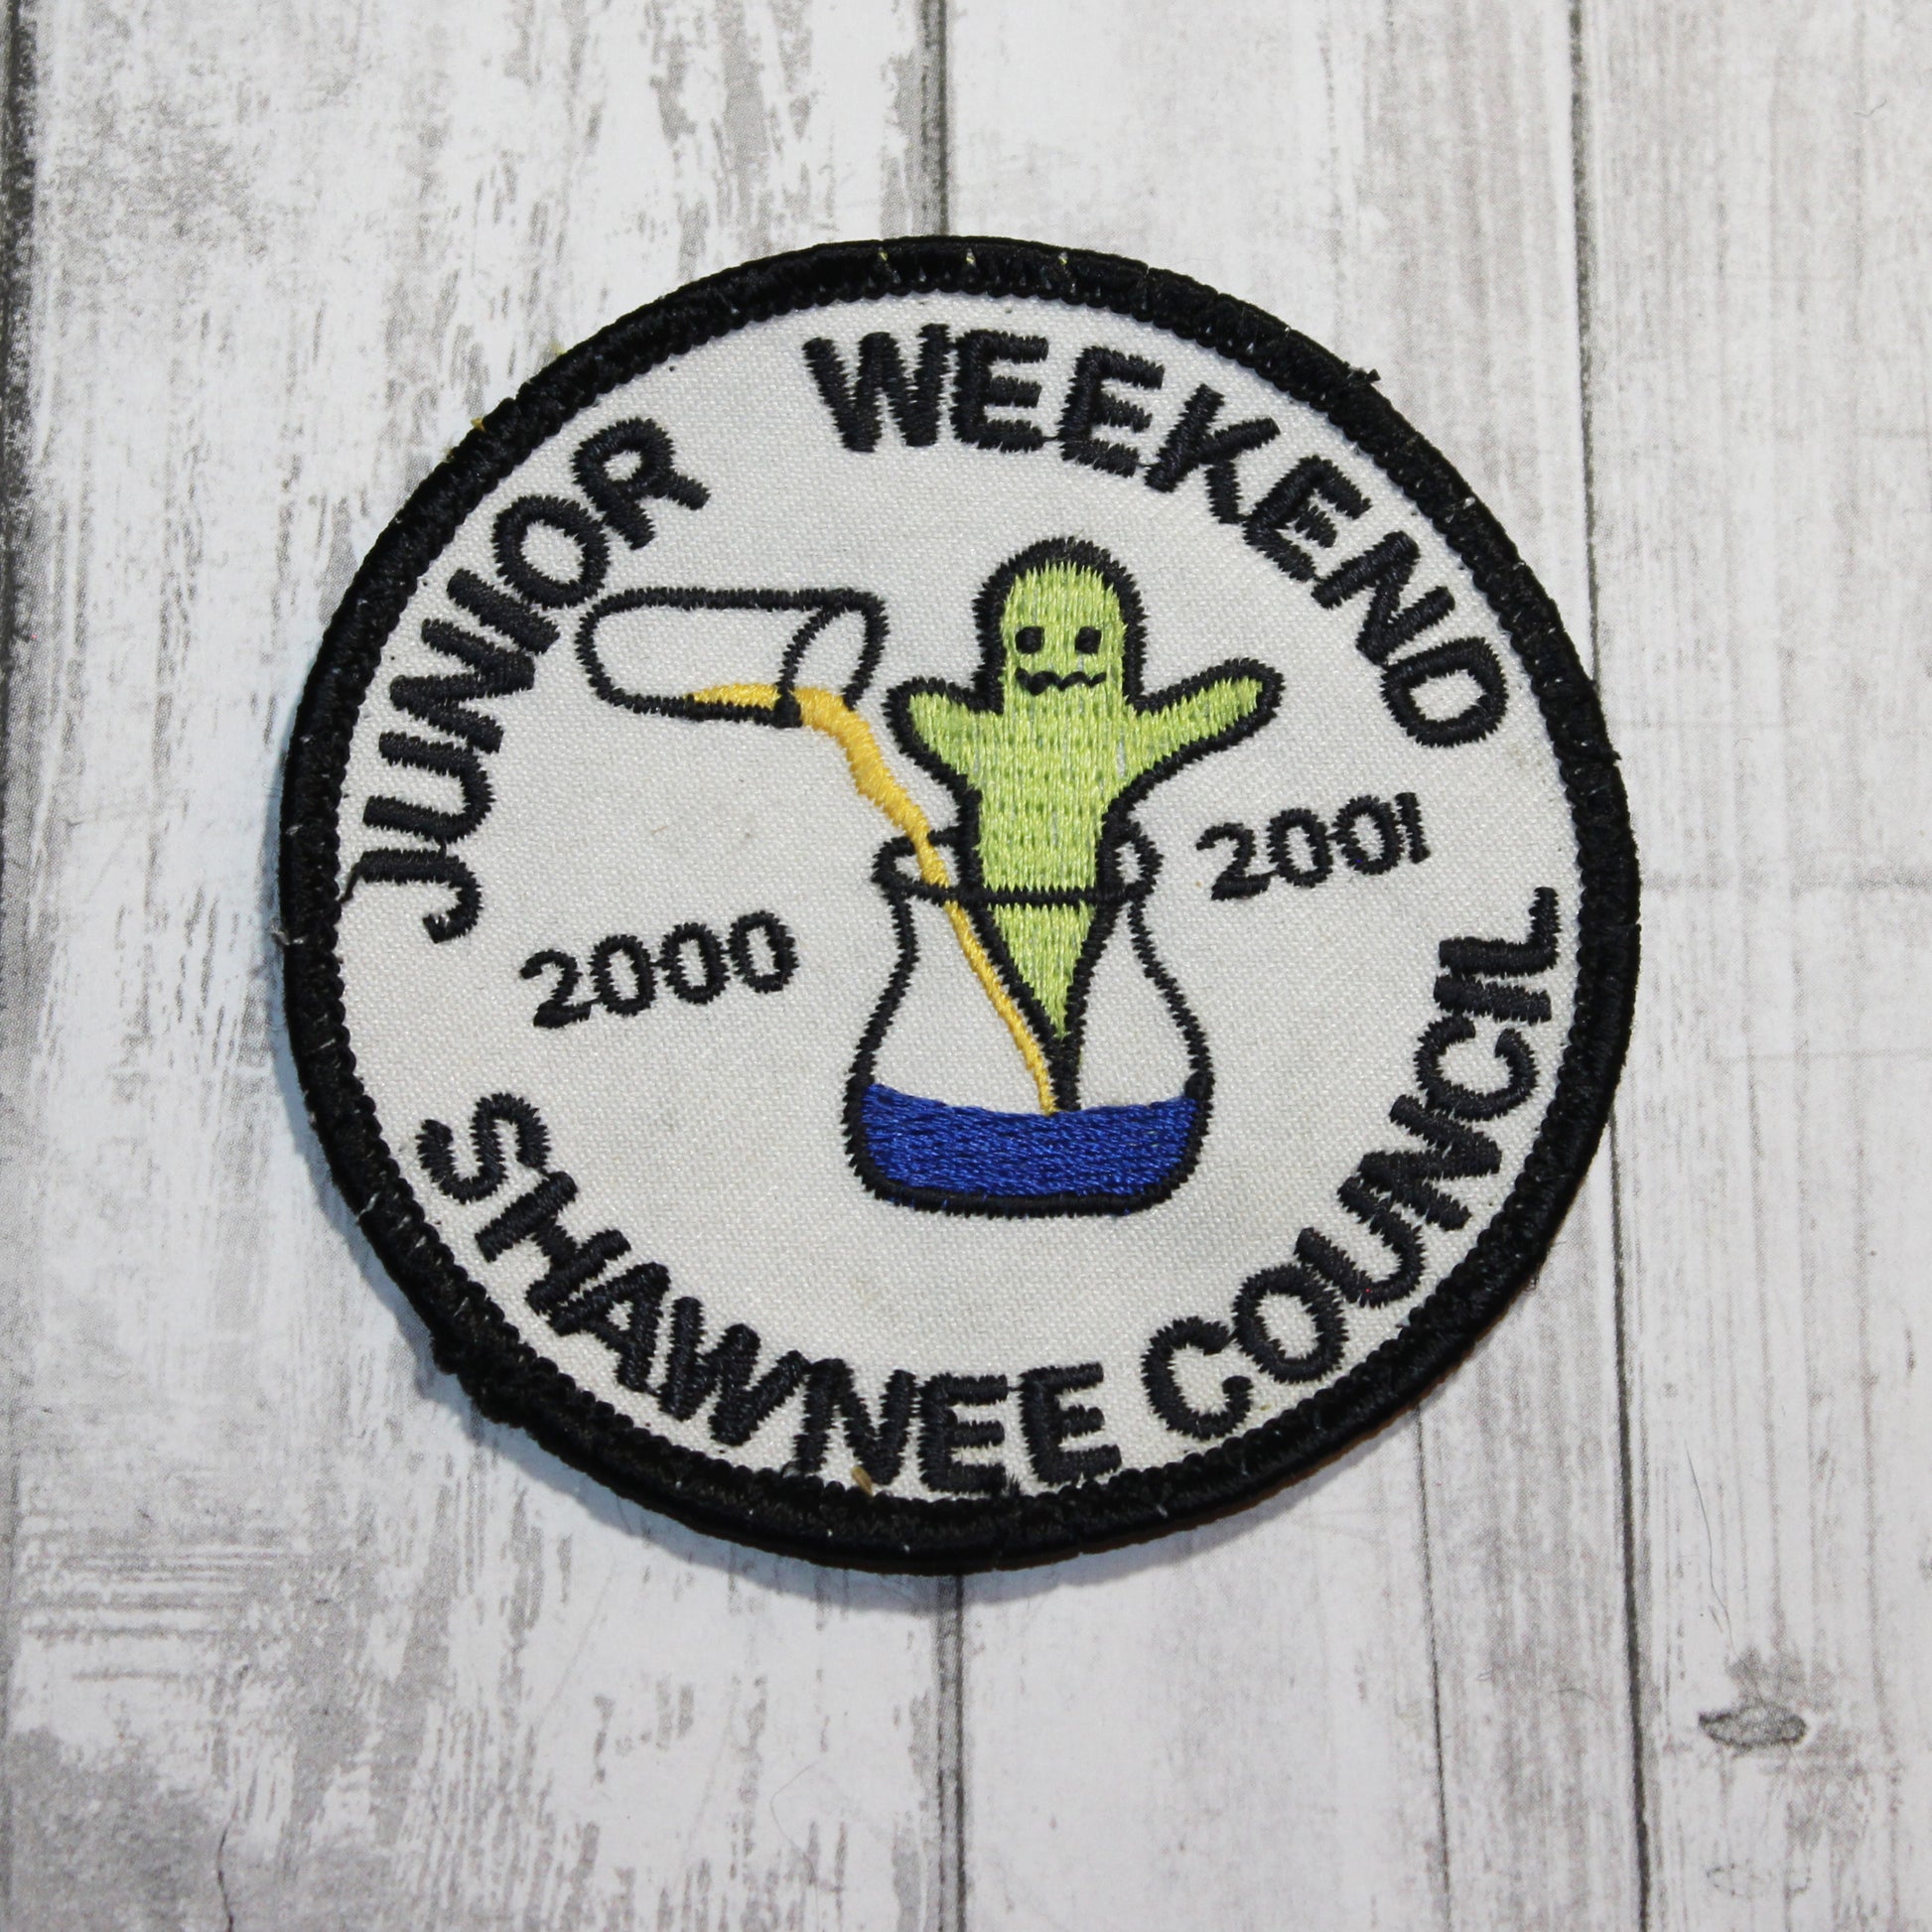 JUNIOR WEEKEND
2000
2001
SHAWNEE COUNCIL